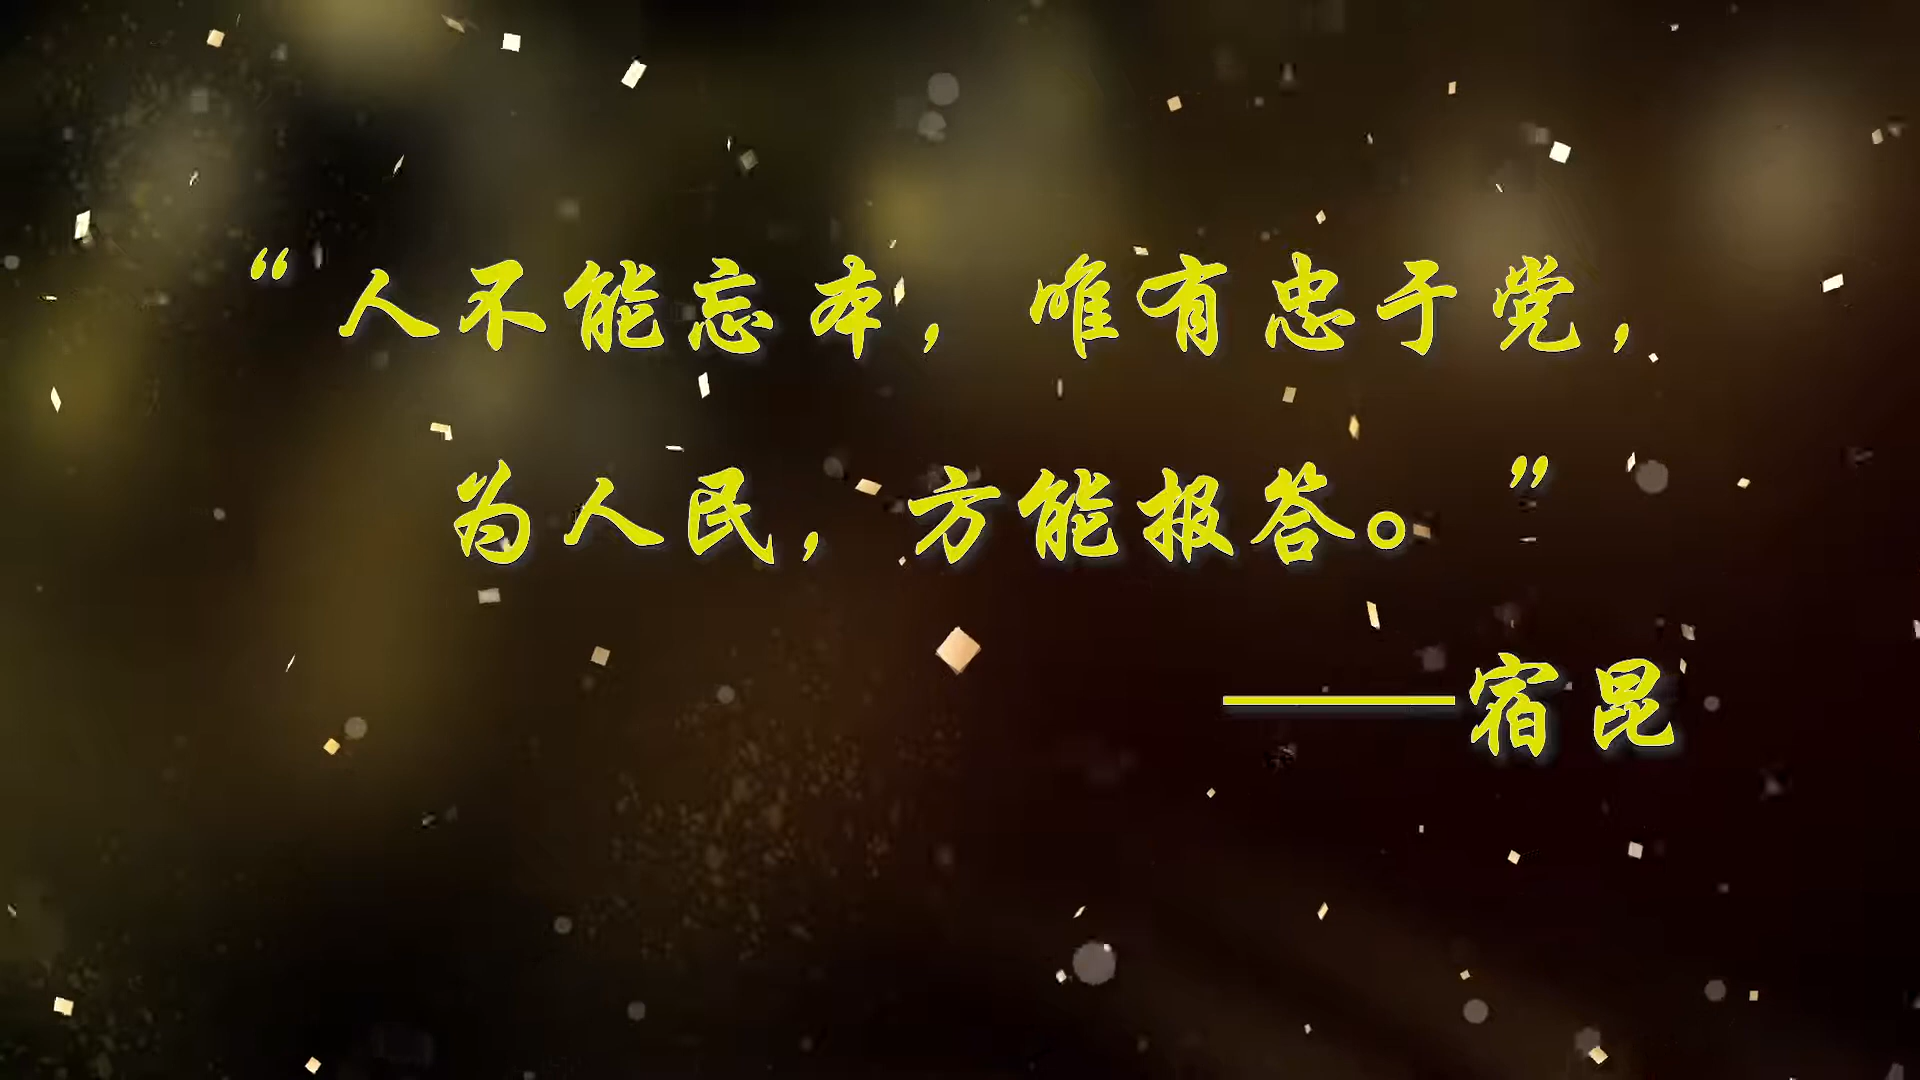 “人不能忘本，唯有忠于党，
为人民，方能报答。”
——宿昆